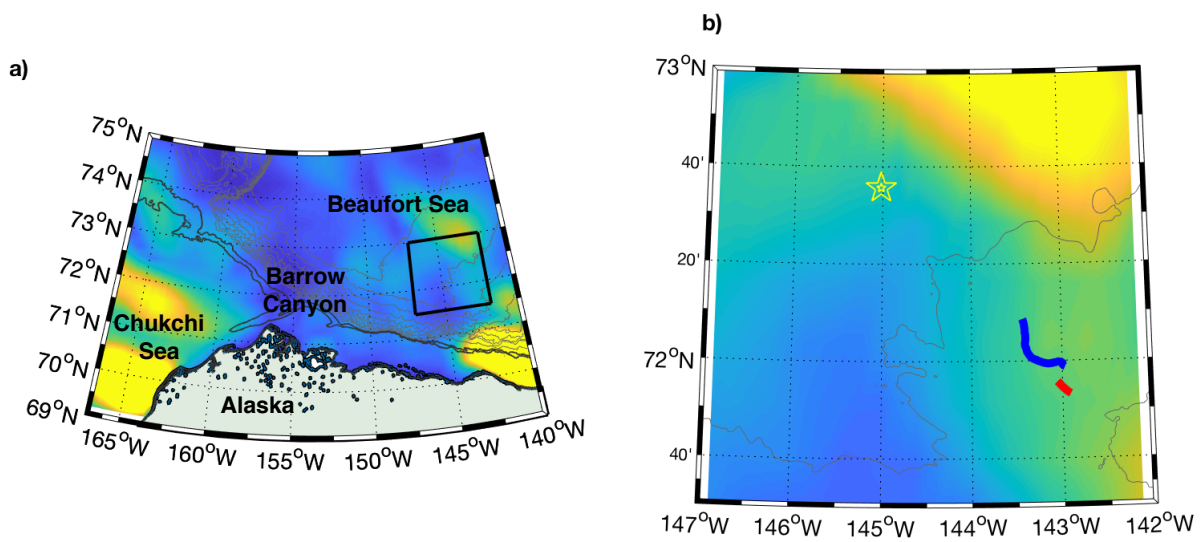 a)
75°N
74°N
73°N
72°N
71°N
70°N
69°N
165°W
160°W
155°W
150°W
145°W
140°W
Beaufort Sea
Barrow
Canyon
Chukchi
Sea
Alaska
b)
73°N
40'
20'
72°N
40'
147°W
146°W
145°W
144°W
143°W
142°W